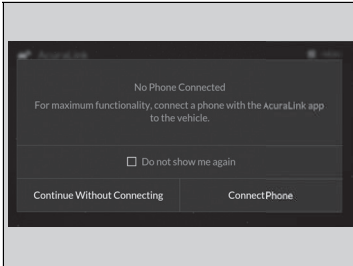 AcuraLink
No Phone Connected
For maximum functionality, connect a phone with the AcuraLink app
to the vehicle.
Do not show me again
Continue Without Connecting
ConnectPhone